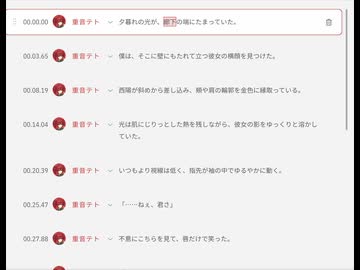 00.00.00 重音テト 夕暮れの光が、廊下の端にたまっていた。
00.03.65 重音テト 僕は、そこに壁にもたれて立つ彼女の横顔を見つけた。
00.08.19 重音テト 西陽が斜めから差し込み、頬や肩の輪郭を金色に縁取っている。
00.14.04 重音テト 光は肌にじりっとした熱を残しながら、彼女の影をゆっくりと溶かし
ていた。
00.20.39 重音テト いつもより視線は低く、指先が袖の中でゆるやかに動く。
00.25.47 重音テト 「……ねぇ、君さ」
00.27.88 重音テト 不意にこちらを見て、唇だけで笑った。